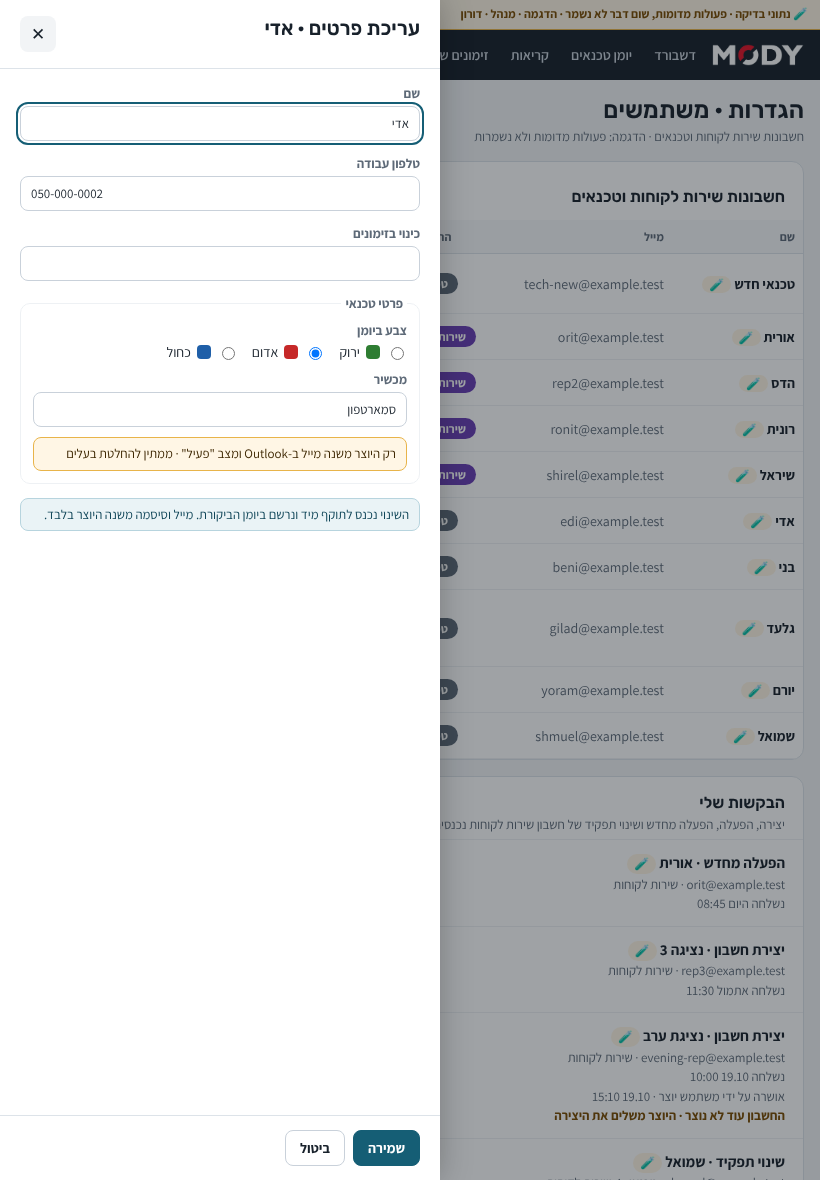 נתוני בדיקה · פעולות מדומות, שום דבר לא נשמר · הדגמה · מנהל · דורון
MODY
דשבורד
יומן טכנאים
קריאות
הגדרות • משתמשים
חשבונות שירות לקוחות וטכנאים · הדגמה: פעולות מדומות ולא נשמרות
חשבונות שירות לקוחות וטכנאים
שם מייל
טכנאי חדש tech-new@example.test
אורית orit@example.test
הדס rep2@example.test
רונית ronit@example.test
שיראל shirel@example.test
אדי edi@example.test
בני beni@example.test
גלעד gilad@example.test
יורם yoram@example.test
שמואל shmuel@example.test
הבקשות שלי
יצירה, הפעלה, הפעלה מחדש ושינוי תפקיד של חשבון שירות לקוחות
הפעלה מחדש · אורית
orit@example.test · שירות לקוחות
נשלחה היום 08:45
יצירת חשבון · נציגה 3
rep3@example.test · שירות לקוחות
נשלחה אתמול 11:30
יצירת חשבון · נציגת ערב
evening-rep@example.test · שירות לקוחות
נשלחה 19.10 10:00
אושרה על ידי משתמש יוצר · 19.10 15:10
החשבון עוד לא נוצר · היוצר משלים את היצירה
שינוי תפקיד · שמואל
עריכת פרטים • אדי
✕
שם
אדי
טלפון עבודה
050-000-0002
כינוי בזימונים
פרטי טכנאי
צבע ביומן
ירוק
אדום
כחול
מכשיר
סמארטפון
רק היוצר משנה מייל ב-Outlook ומצב "פעיל" · ממתין להחלטת בעלים
השינוי נכנס לתוקף מיד ונרשם ביומן הביקורת. מייל וסיסמה משנה היוצר בלבד.
שמירה
ביטול